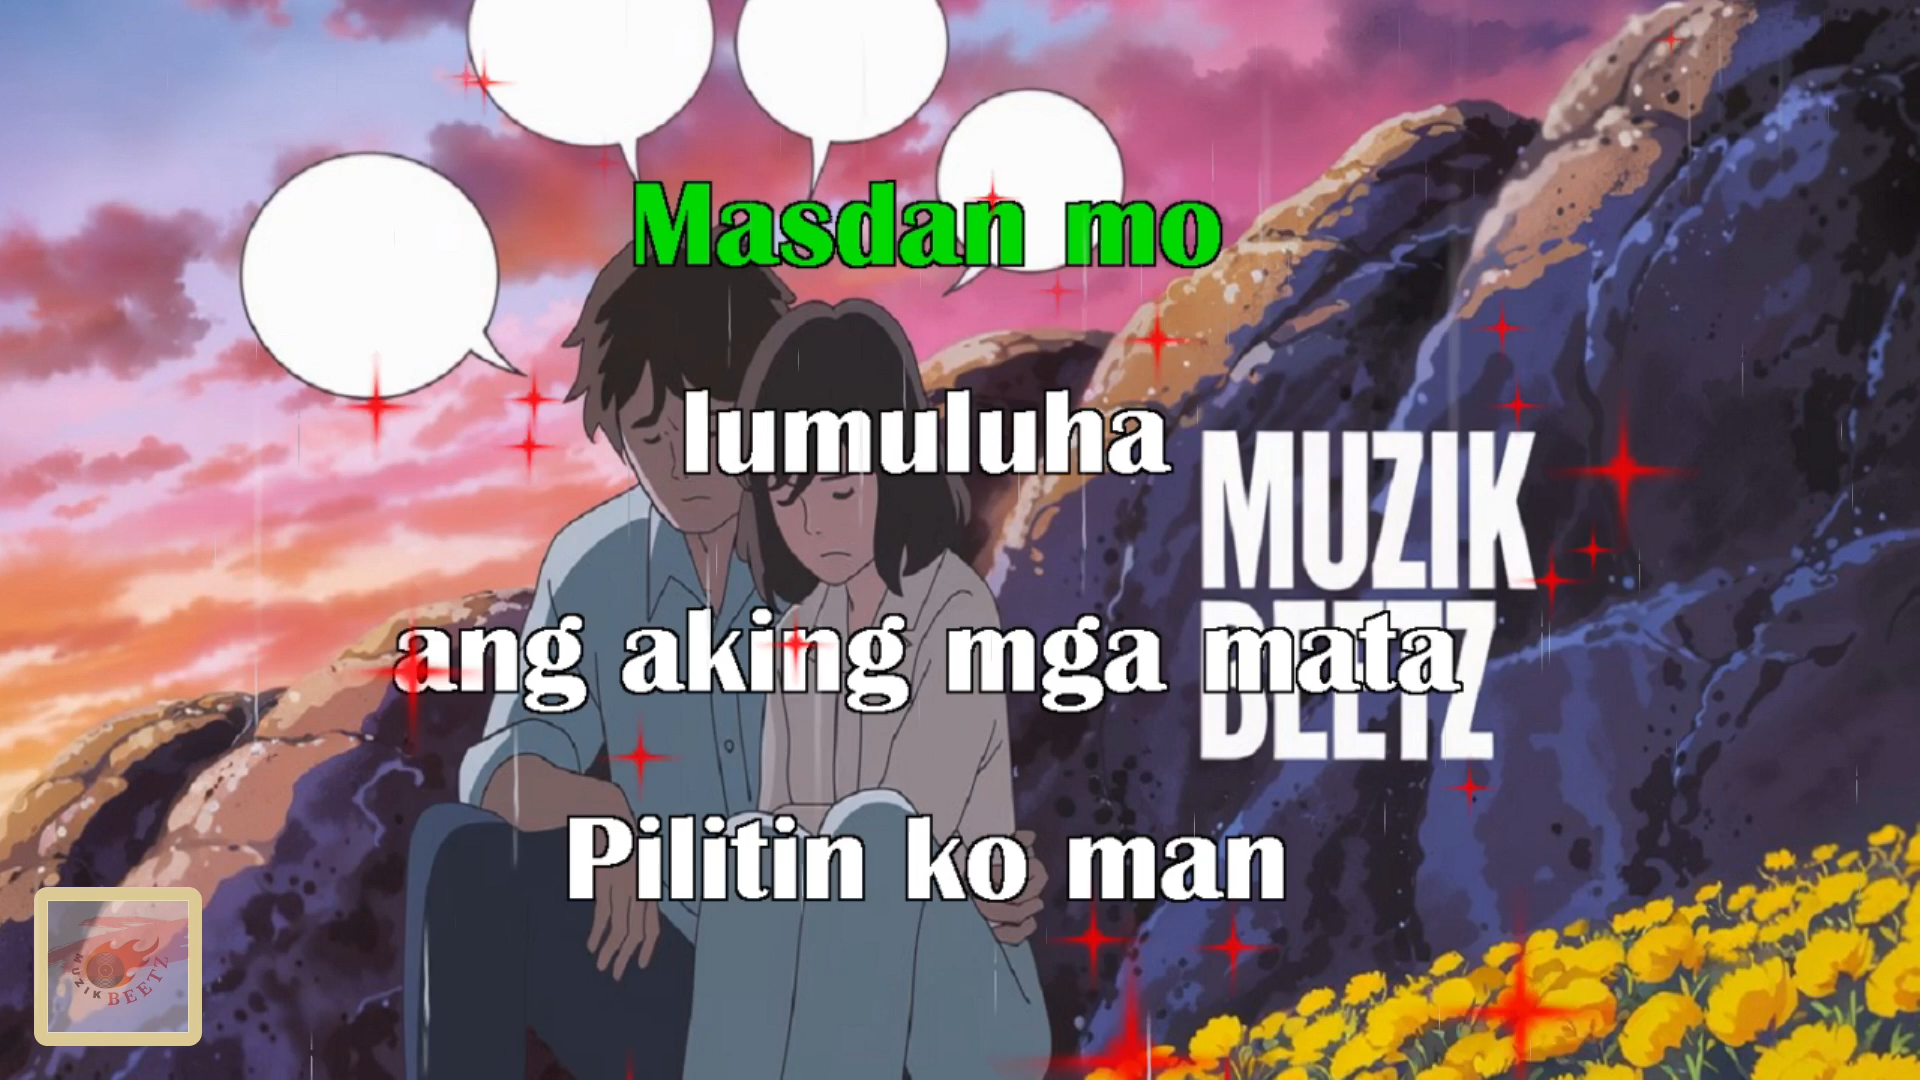 Masdan mo
lumuluha
MUZIK
BEETZ
ang aking mga mata
Pilitin ko man
MUZIK BEETZ